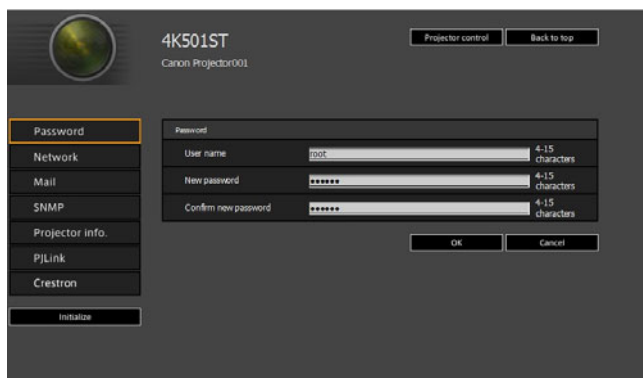 4K501ST
Projector control
Back to top
Canon Projector001
Password
Network
Mail
SNMP
Projector info.
PJLink
Crestron
Initialize
Password
User name
root
4-15
characters
New password
••••••
4-15
characters
Confirm new password
••••••
4-15
characters
OK
Cancel